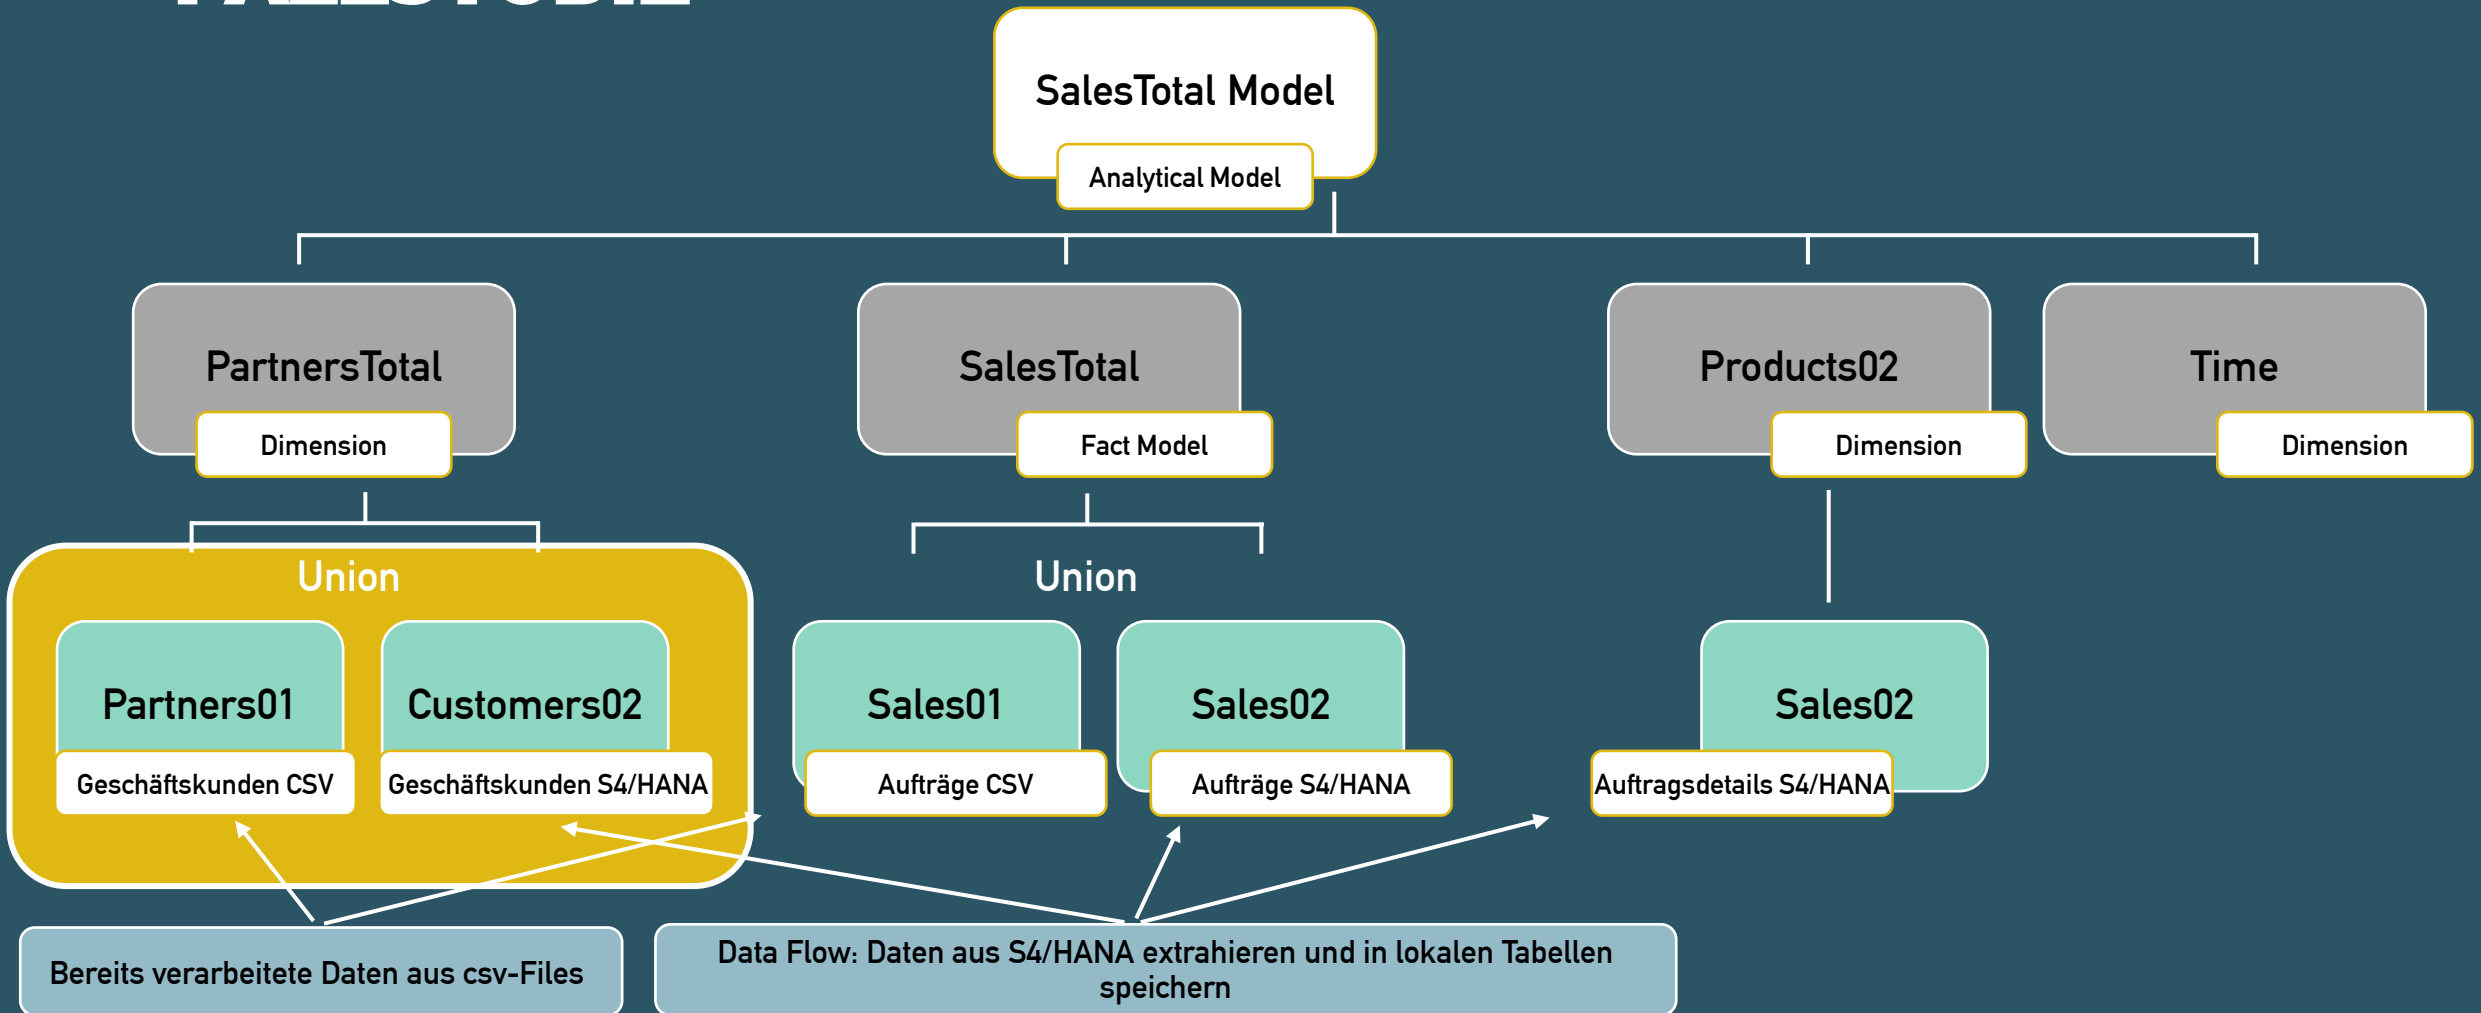 FALLSTUDIE
SalesTotal Model
Analytical Model
PartnersTotal
Dimension
SalesTotal
Fact Model
Products02
Dimension
Time
Dimension
Union
Union
Partners01
Geschäftskunden CSV
Customers02
Geschäftskunden S4/HANA
Sales01
Aufträge CSV
Sales02
Aufträge S4/HANA
Sales02
Auftragsdetails S4/HANA
Bereits verarbeitete Daten aus csv-Files
Data Flow: Daten aus S4/HANA extrahieren und in lokalen Tabellen
speichern